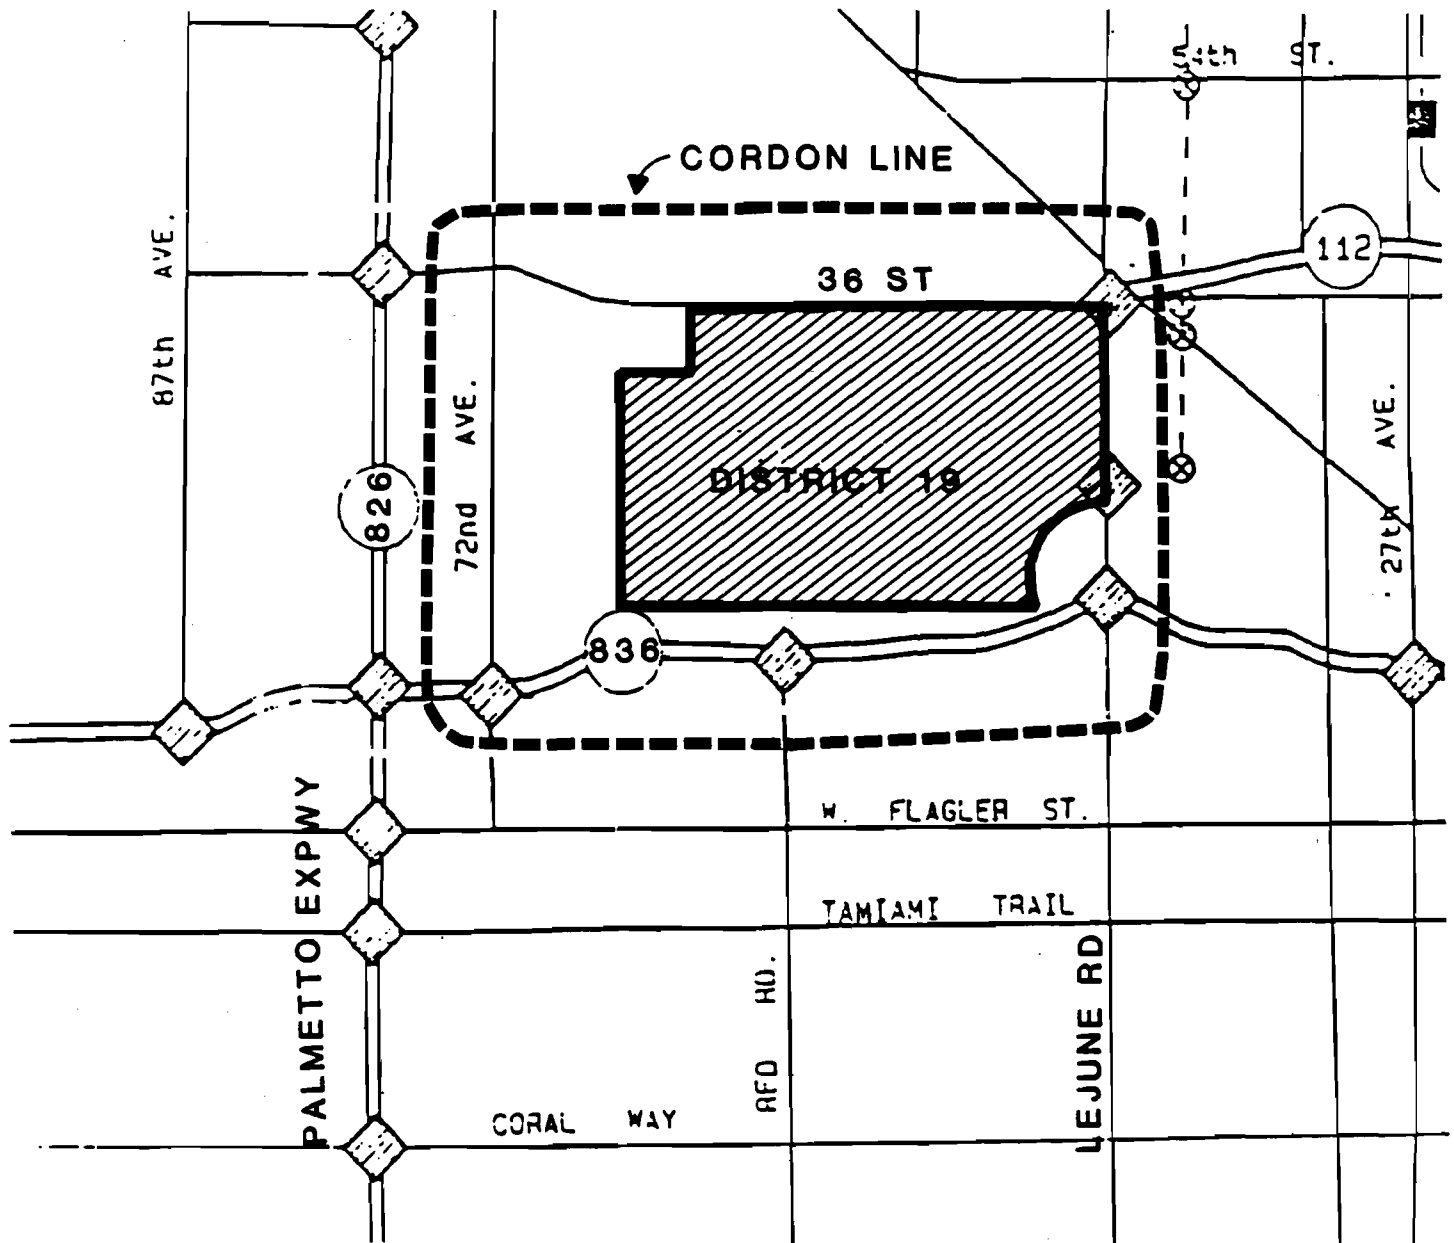 54th ST.
CORDON LINE
87th AVE.
112
36 ST
72nd AVE.
27th AVE.
826
DISTRICT 19
836
W. FLAGLER ST.
PALMETTO EXPWY
TAMIAMI TRAIL
LEJUNE RD
RD.
CORAL WAY